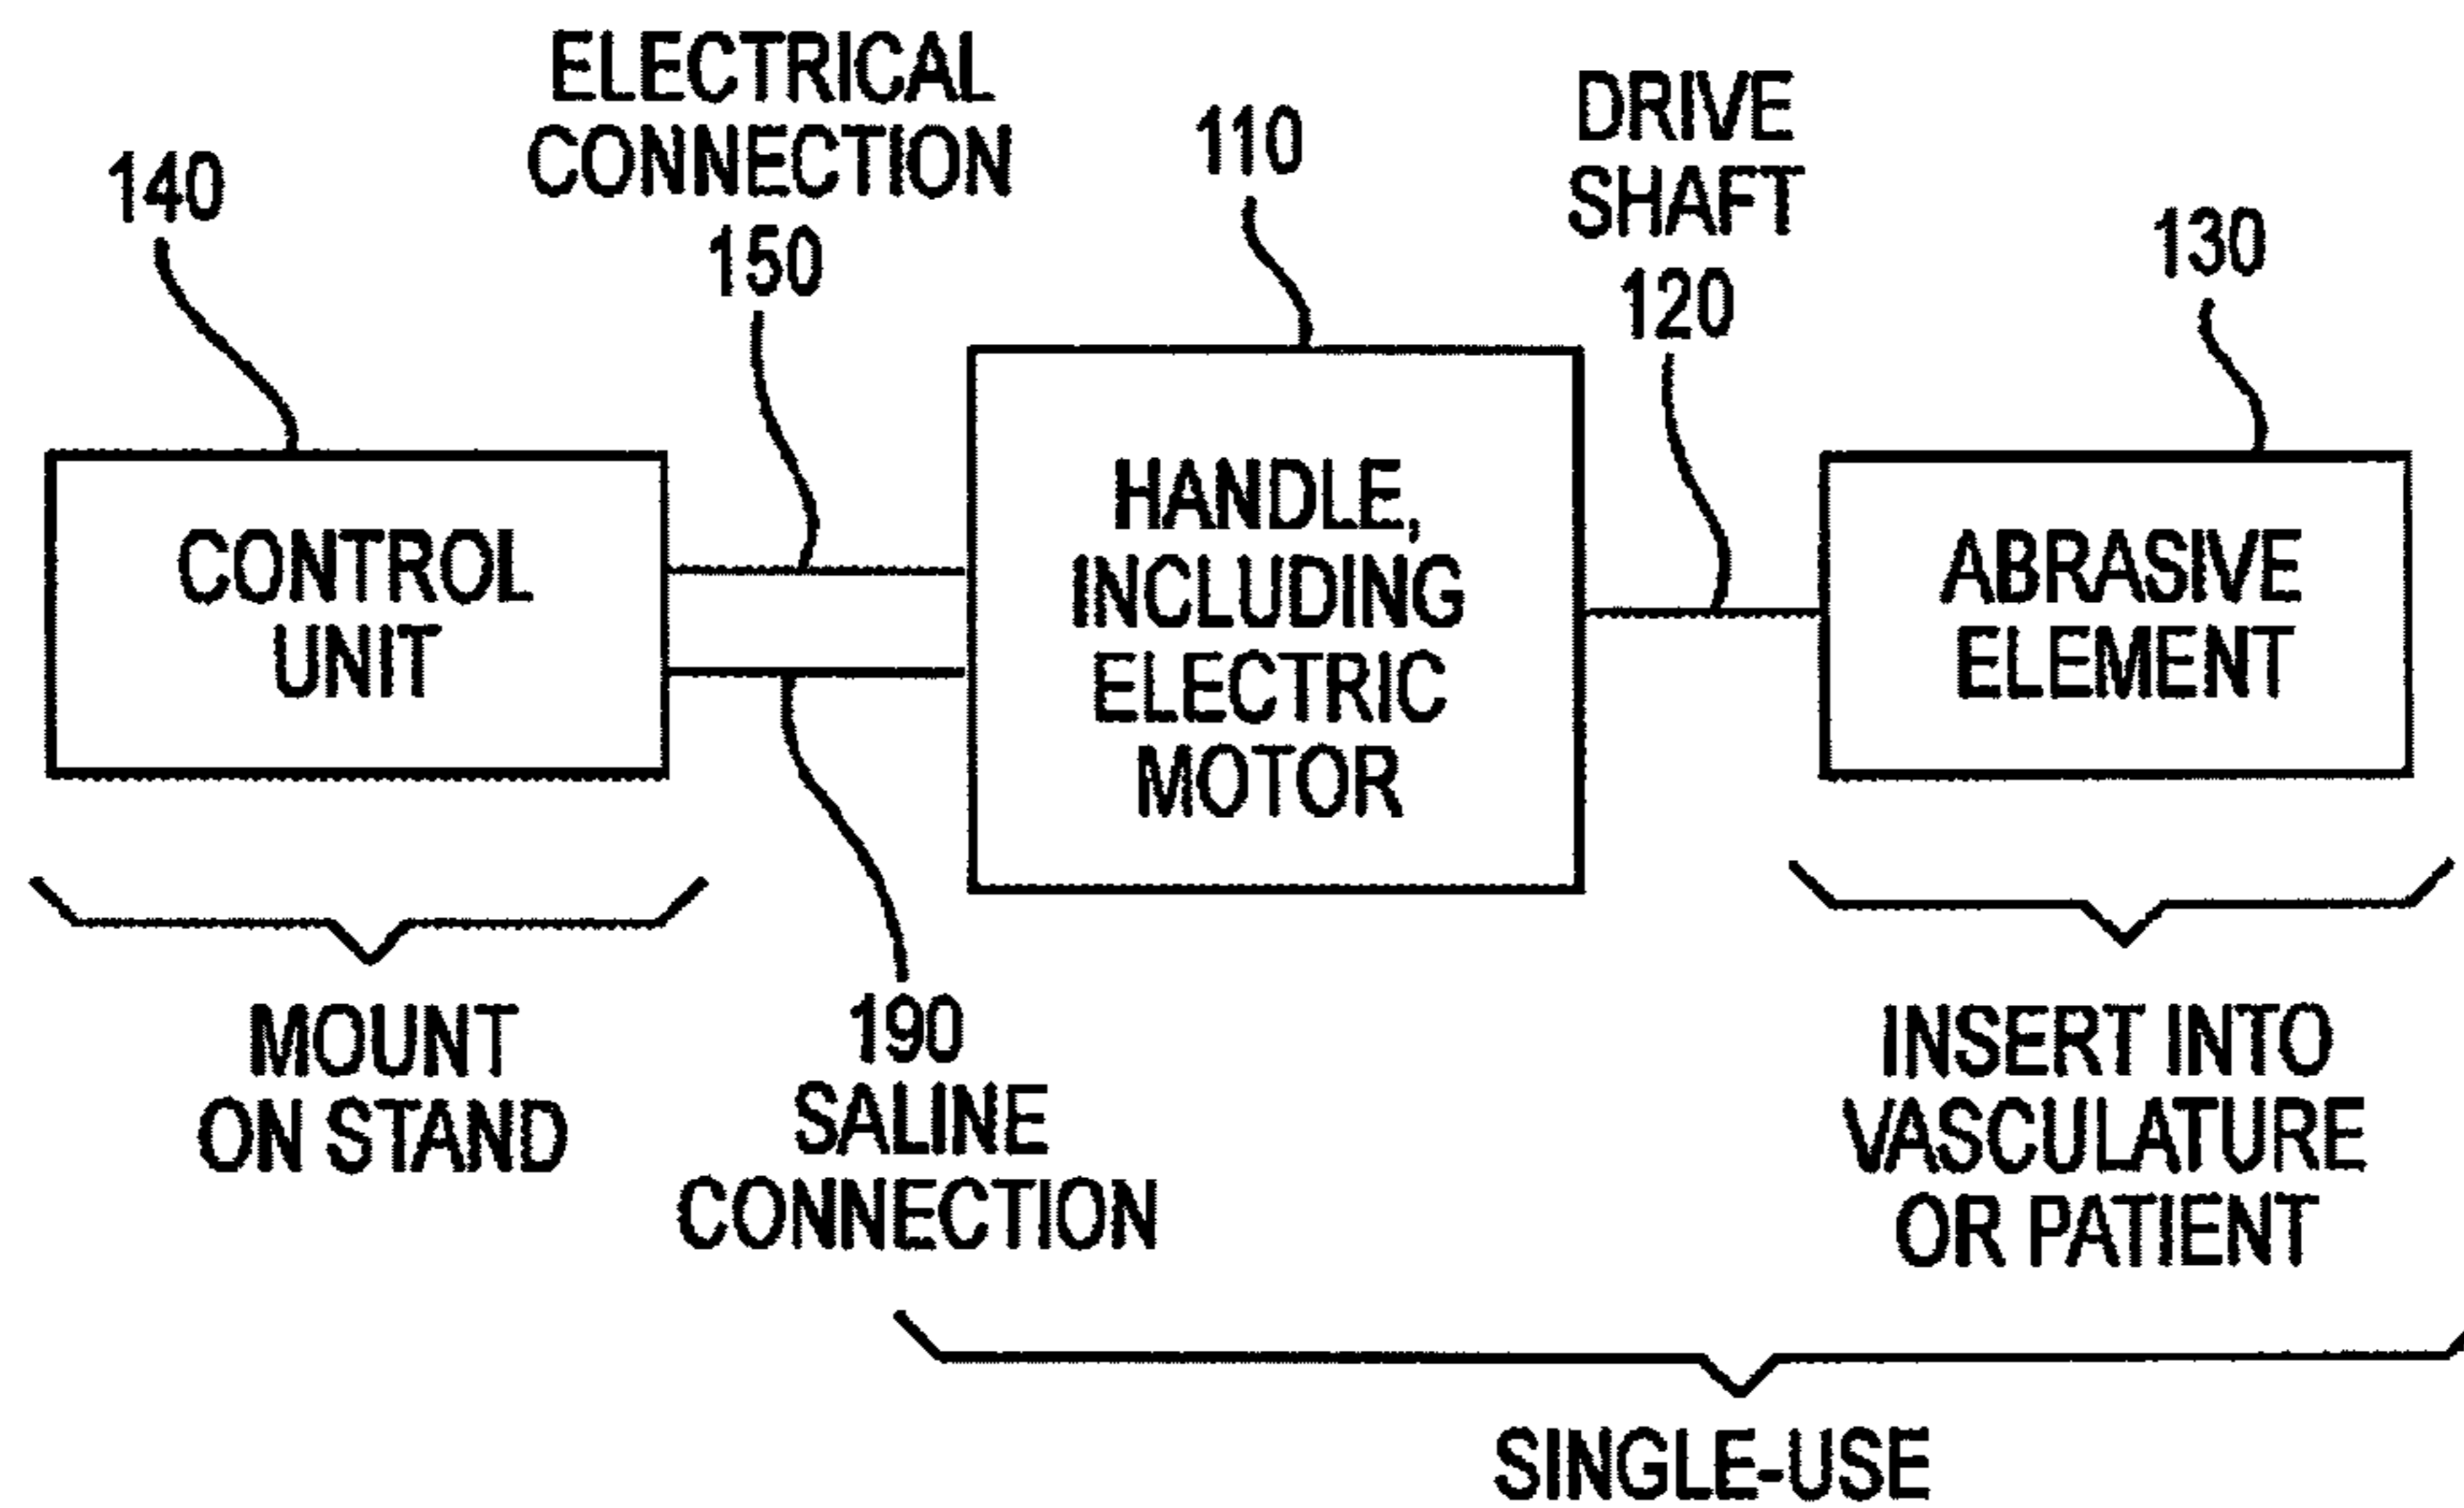 ELECTRICAL
CONNECTION
150
140
110
DRIVE
SHAFT
120
130
CONTROL
UNIT
HANDLE,
INCLUDING
ELECTRIC
MOTOR
ABRASIVE
ELEMENT
MOUNT
ON STAND
190
SALINE
CONNECTION
INSERT INTO
VASCULATURE
OR PATIENT
SINGLE-USE